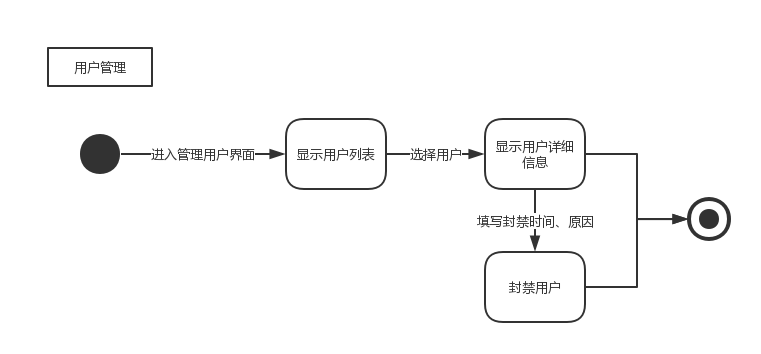 用户管理
进入管理用户界面
显示用户列表
选择用户
显示用户详细
信息
填写封禁时间、原因
封禁用户